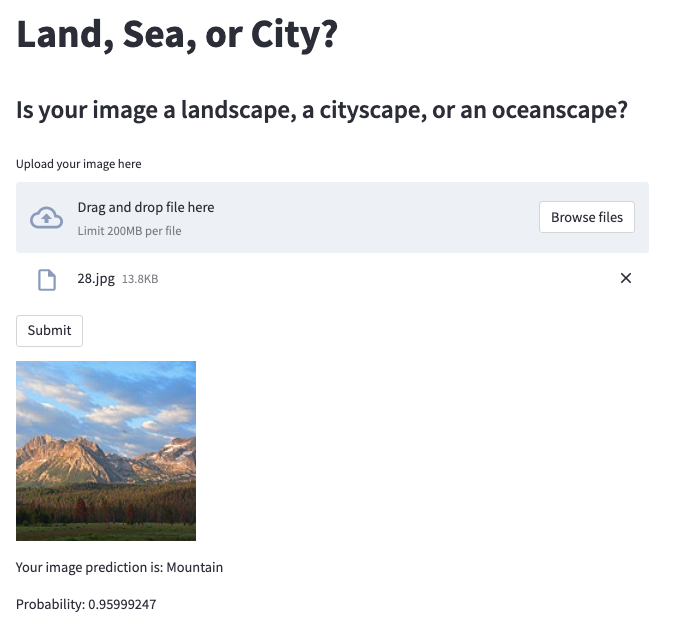 Land, Sea, or City?
Is your image a landscape, a cityscape, or an oceanscape?
Upload your image here
Drag and drop file here
Limit 200MB per file
Browse files
28.jpg 13.8KB
Submit
Your image prediction is: Mountain
Probability: 0.95999247